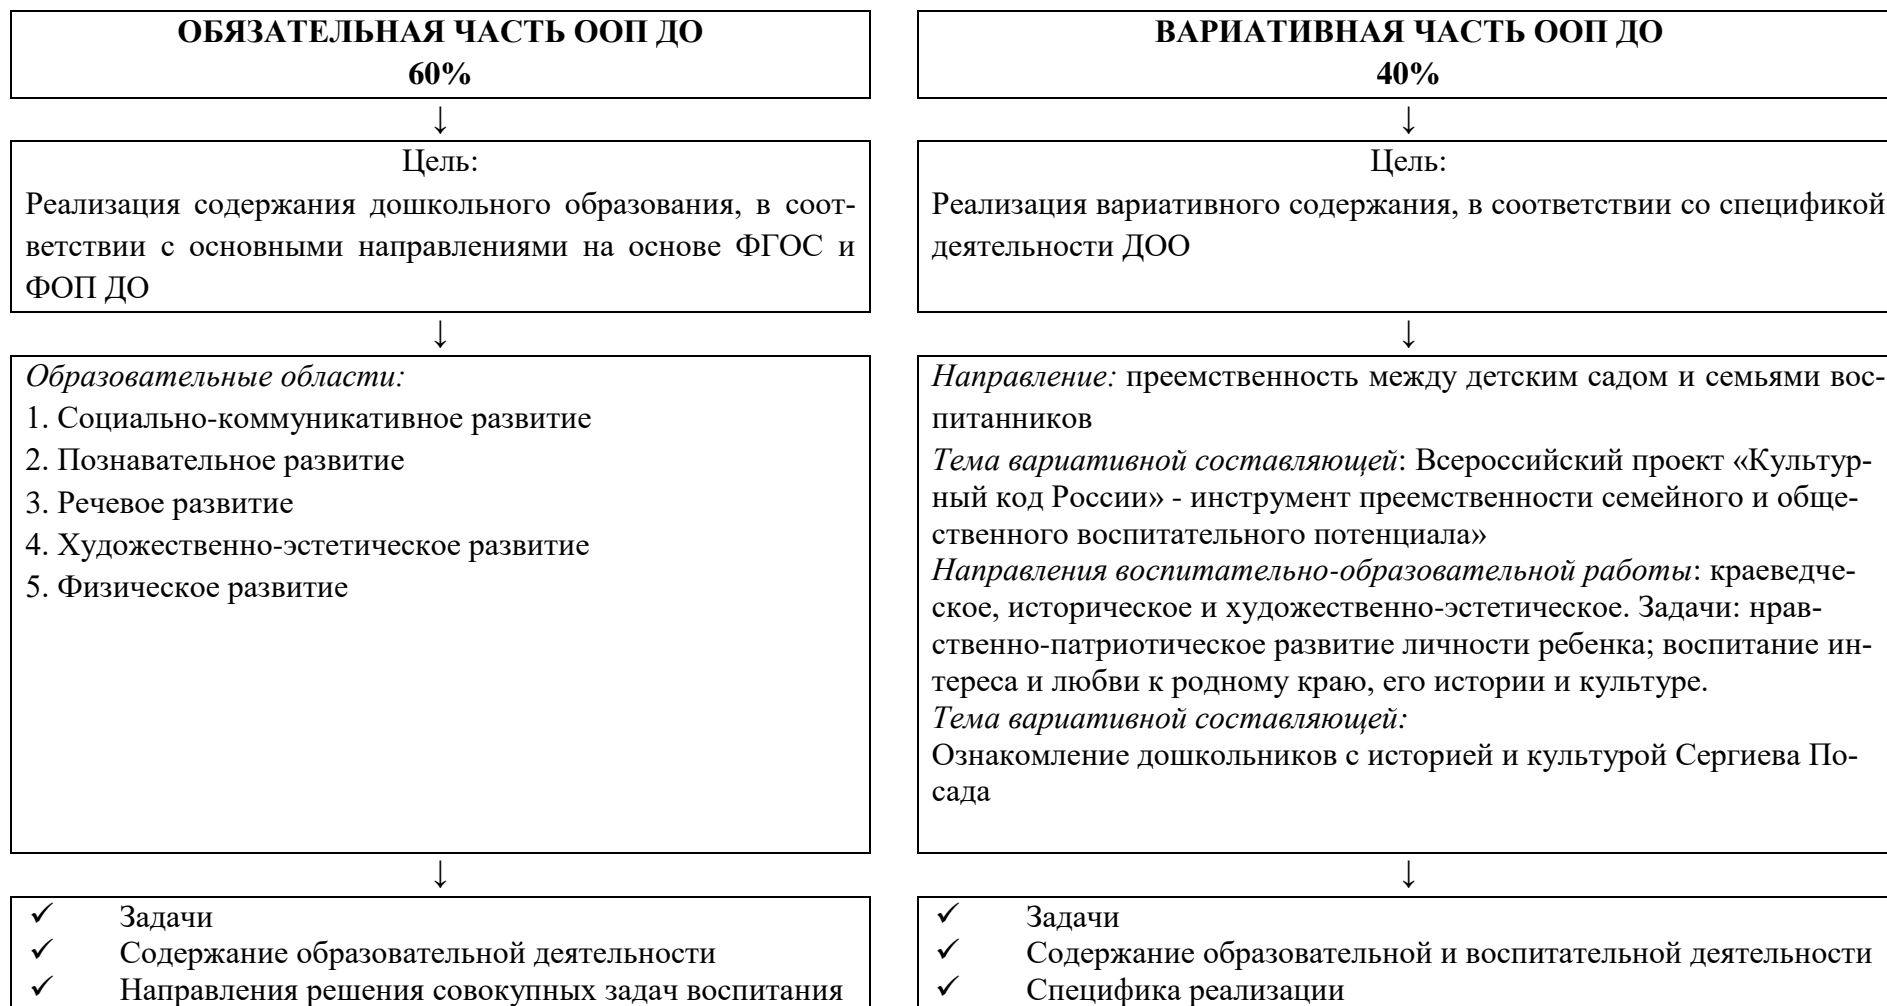 ОБЯЗАТЕЛЬНАЯ ЧАСТЬ ООП ДО
60%
↓
Цель:
Реализация содержания дошкольного образования, в соот-
ветствии с основными направлениями на основе ФГОС и
ФОП ДО
↓
Образовательные области:
1. Социально-коммуникативное развитие
2. Познавательное развитие
3. Речевое развитие
4. Художественно-эстетическое развитие
5. Физическое развитие
↓
✓ Задачи
✓ Содержание образовательной деятельности
✓ Направления решения совокупных задач воспитания
ВАРИАТИВНАЯ ЧАСТЬ ООП ДО
40%
↓
Цель:
Реализация вариативного содержания, в соответствии со спецификой
деятельности ДОО
↓
Направление: преемственность между детским садом и семьями вос-
питанников
Тема вариативной составляющей: Всероссийский проект «Культур-
ный код России» - инструмент преемственности семейного и обще-
ственного воспитательного потенциала»
Направления воспитательно-образовательной работы: краеведче-
ское, историческое и художественно-эстетическое. Задачи: нрав-
ственно-патриотическое развитие личности ребенка; воспитание ин-
тереса и любви к родному краю, его истории и культуре.
Тема вариативной составляющей:
Ознакомление дошкольников с историей и культурой Сергиева По-
сада
↓
✓ Задачи
✓ Содержание образовательной и воспитательной деятельности
✓ Специфика реализации